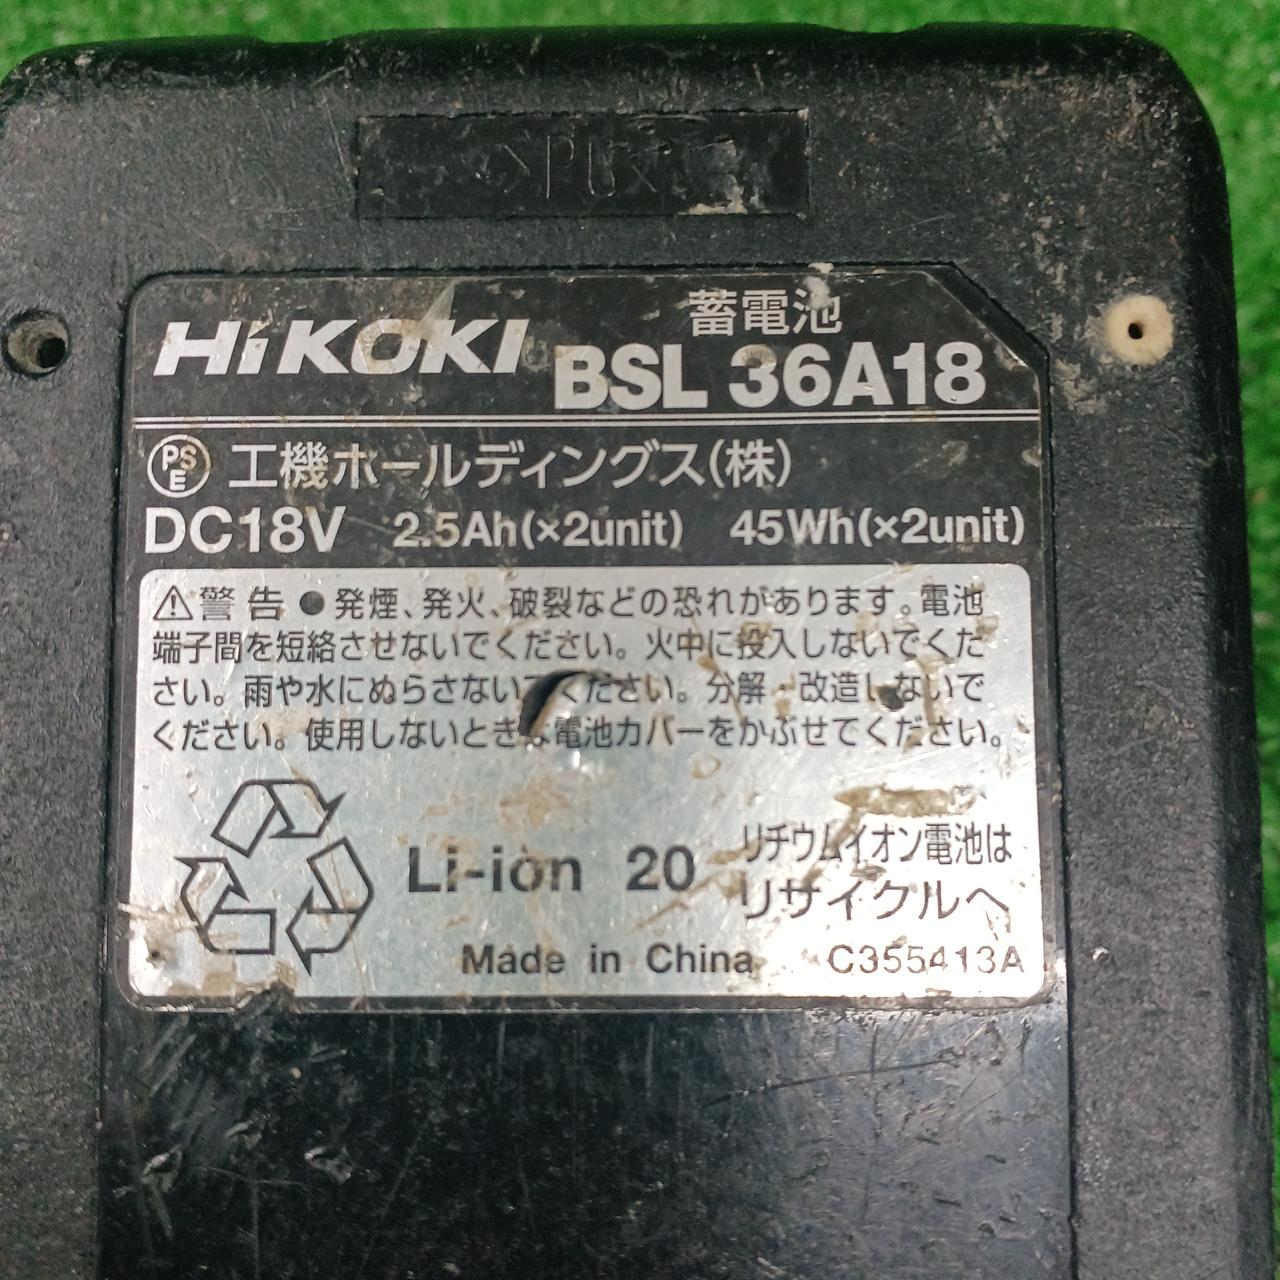 蓄電池
HiKOKI BSL 36A18
PSE 工機ホールディングス(株)
DC18V 2.5Ah(×2unit) 45Wh(×2unit)
⚠警告 ●発煙、発火、破裂などの恐れがあります。電池
端子間を短絡させないでください。火中に投入しないでくだ
さい。雨や水にぬらさないでください。分解・改造しないで
ください。使用しないときは電池カバーをかぶせてください。
Li-ion 20 リチウムイオン電池は
リサイクルへ
Made in China C355413A